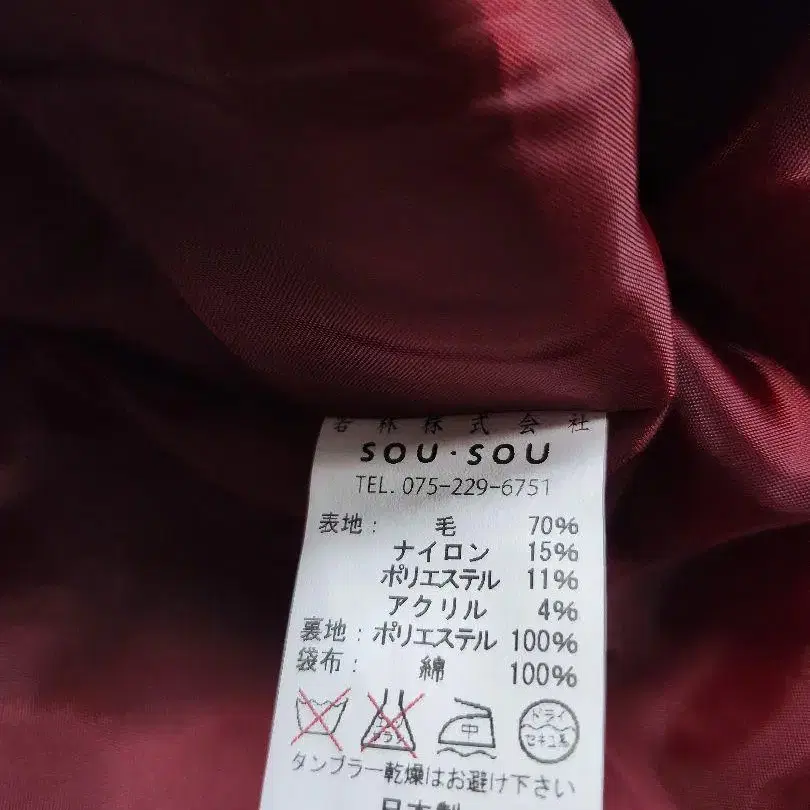 若林株式会社
SOU・SOU
TEL. 075-229-6751
表地： 毛 70%
ナイロン 15%
ポリエステル 11%
アクリル 4%
裏地：ポリエステル 100%
袋布： 綿 100%
中 ドライ
セキユ系
タンブラー乾燥はお避け下さい
日本製